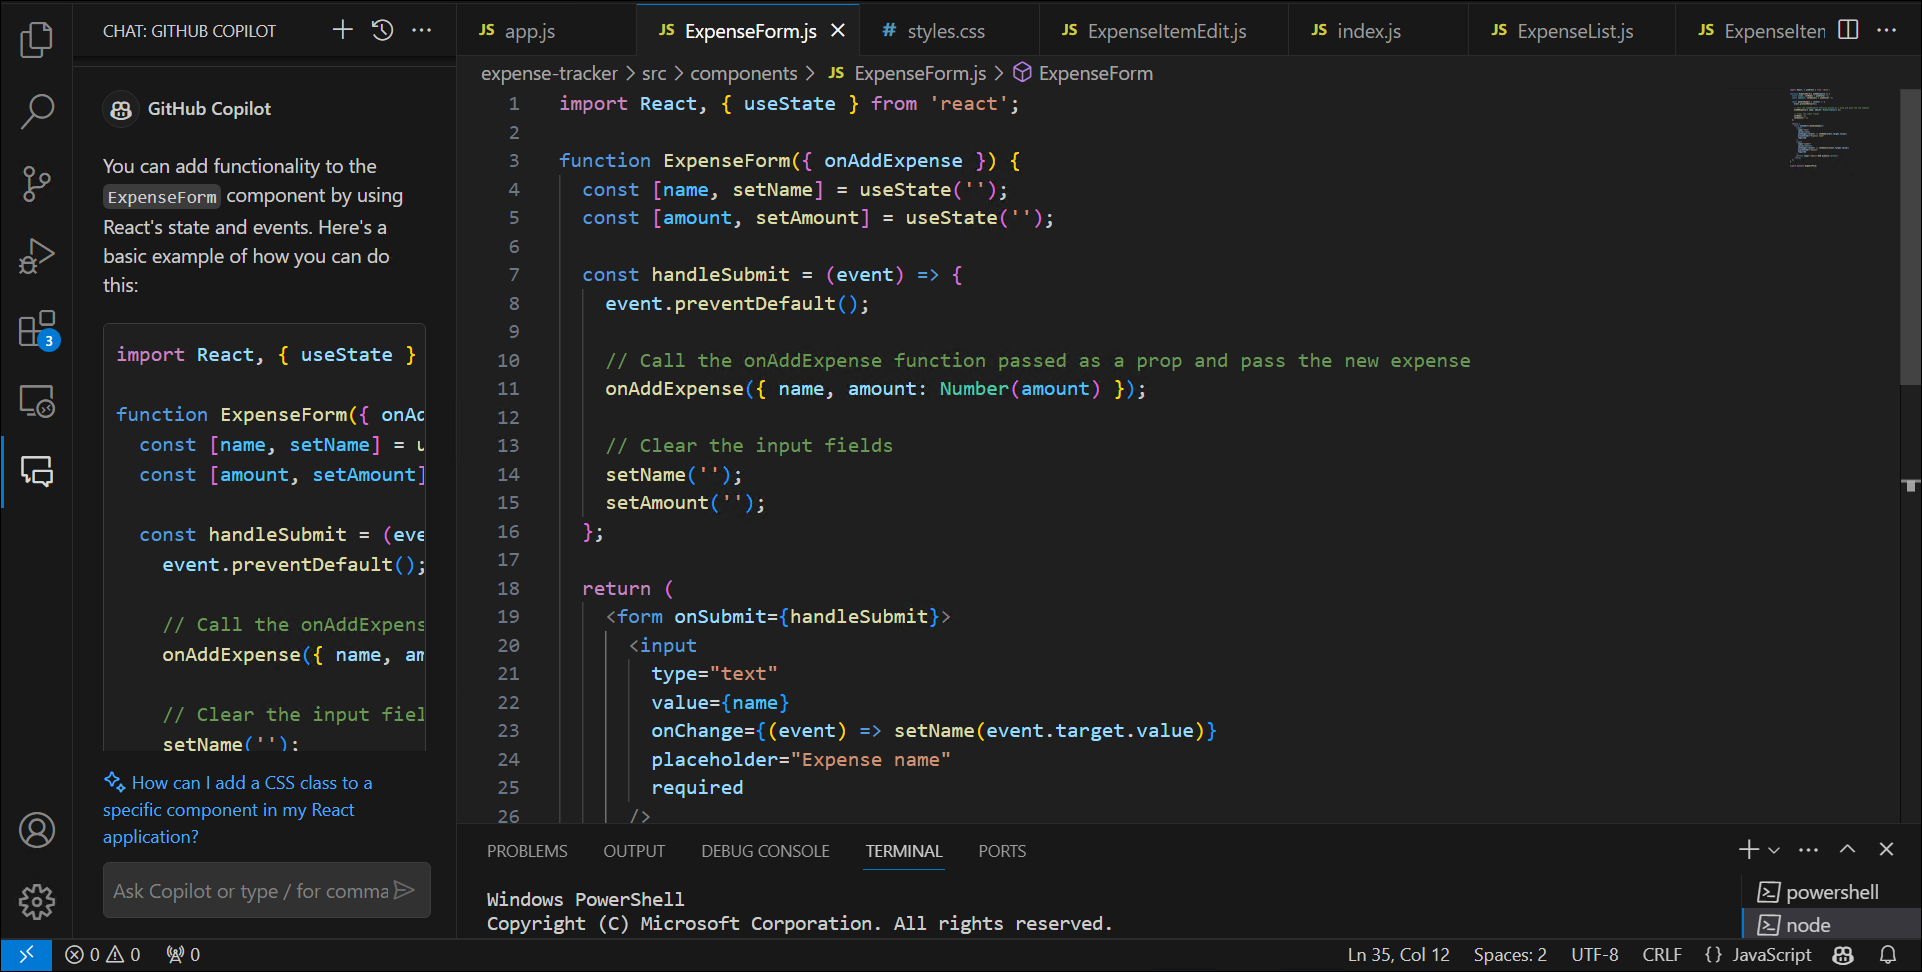 CHAT: GITHUB COPILOT
GitHub Copilot
You can add functionality to the
ExpenseForm component by using
React's state and events. Here's a
basic example of how you can do
this:
import React, { useState }
function ExpenseForm({ onAd
const [name, setName] = u
const [amount, setAmount]
const handleSubmit = (eve
event.preventDefault();
// Call the onAddExpens
onAddExpense({ name, am
// Clear the input fiel
setName('');
How can I add a CSS class to a
specific component in my React
application?
Ask Copilot or type / for comma
3
JS app.js
JS ExpenseForm.js
# styles.css
JS ExpenseItemEdit.js
JS index.js
JS ExpenseList.js
JS ExpenseIten
expense-tracker > src > components > JS ExpenseForm.js > ExpenseForm
1 import React, { useState } from 'react';
2
3 function ExpenseForm({ onAddExpense }) {
4 const [name, setName] = useState('');
5 const [amount, setAmount] = useState('');
6
7 const handleSubmit = (event) => {
8 event.preventDefault();
9
10 // Call the onAddExpense function passed as a prop and pass the new expense
11 onAddExpense({ name, amount: Number(amount) });
12
13 // Clear the input fields
14 setName('');
15 setAmount('');
16 };
17
18 return (
19 <form onSubmit={handleSubmit}>
20 <input
21 type="text"
22 value={name}
23 onChange={(event) => setName(event.target.value)}
24 placeholder="Expense name"
25 required
26 />
PROBLEMS OUTPUT DEBUG CONSOLE TERMINAL PORTS
Windows PowerShell
Copyright (C) Microsoft Corporation. All rights reserved.
powershell
node
0 0 0
Ln 35, Col 12 Spaces: 2 UTF-8 CRLF {} JavaScript